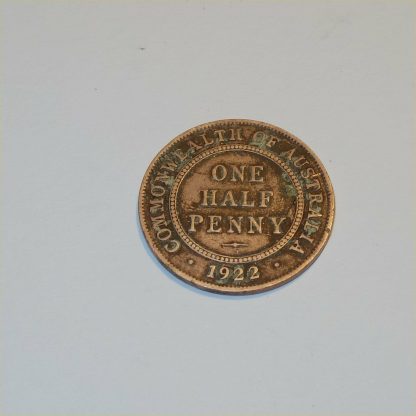 COMMONWEALTH OF AUSTRALIA
ONE
HALF
PENNY
· 1922 ·